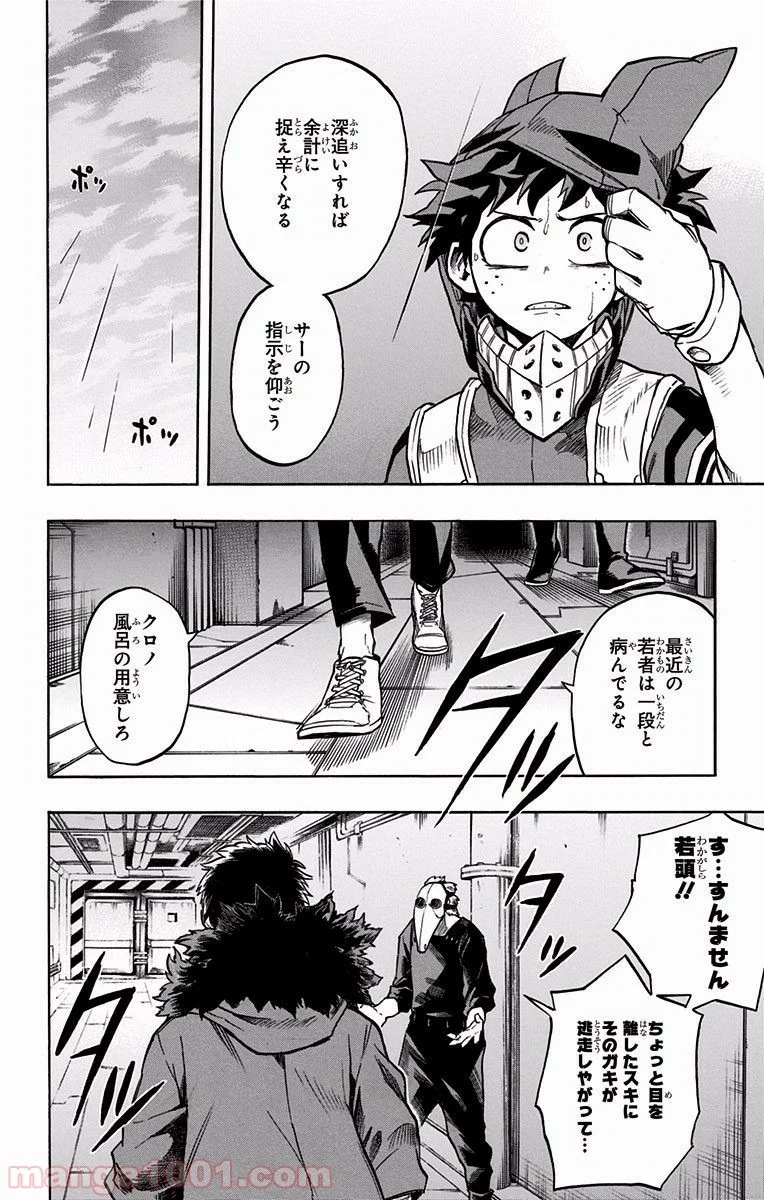 深追いすれば
余計に
捉え辛くなる
サーの
指示を仰ごう
ポツ
ポツ
最近の
若者は一段と
病んでるな
クロノ
風呂の用意しろ
タッ
す…すんません
若頭!!
ちょっと目を
離したスキに
そのガキが
逃走しやがって…
タッ
タッ
manga1001.com